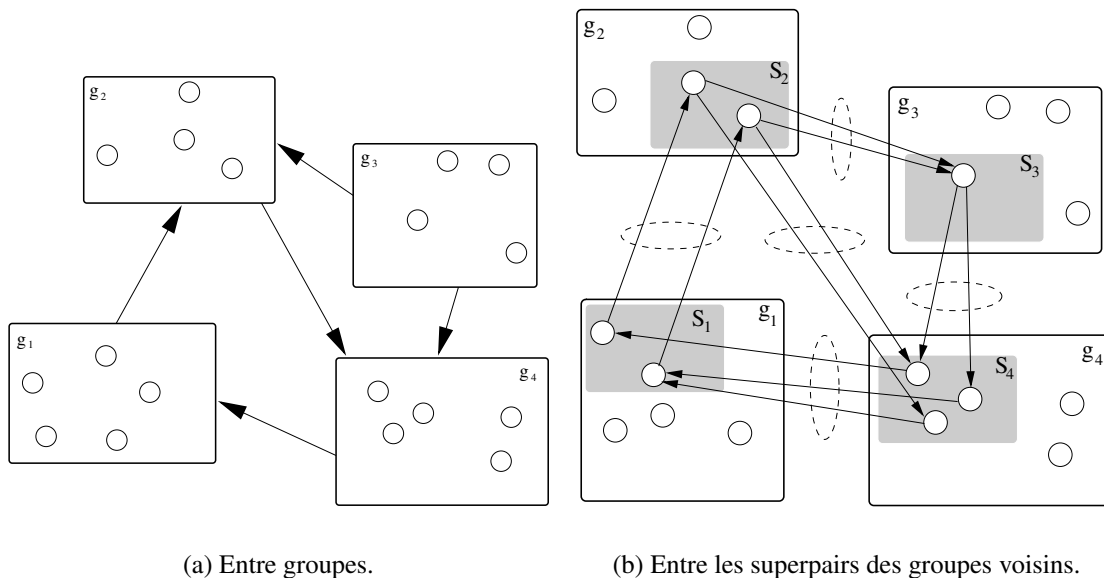 g2
g3
g1
g4
g2
S2
g3
S3
S1
g1
S4
g4
(a) Entre groupes.
(b) Entre les superpairs des groupes voisins.